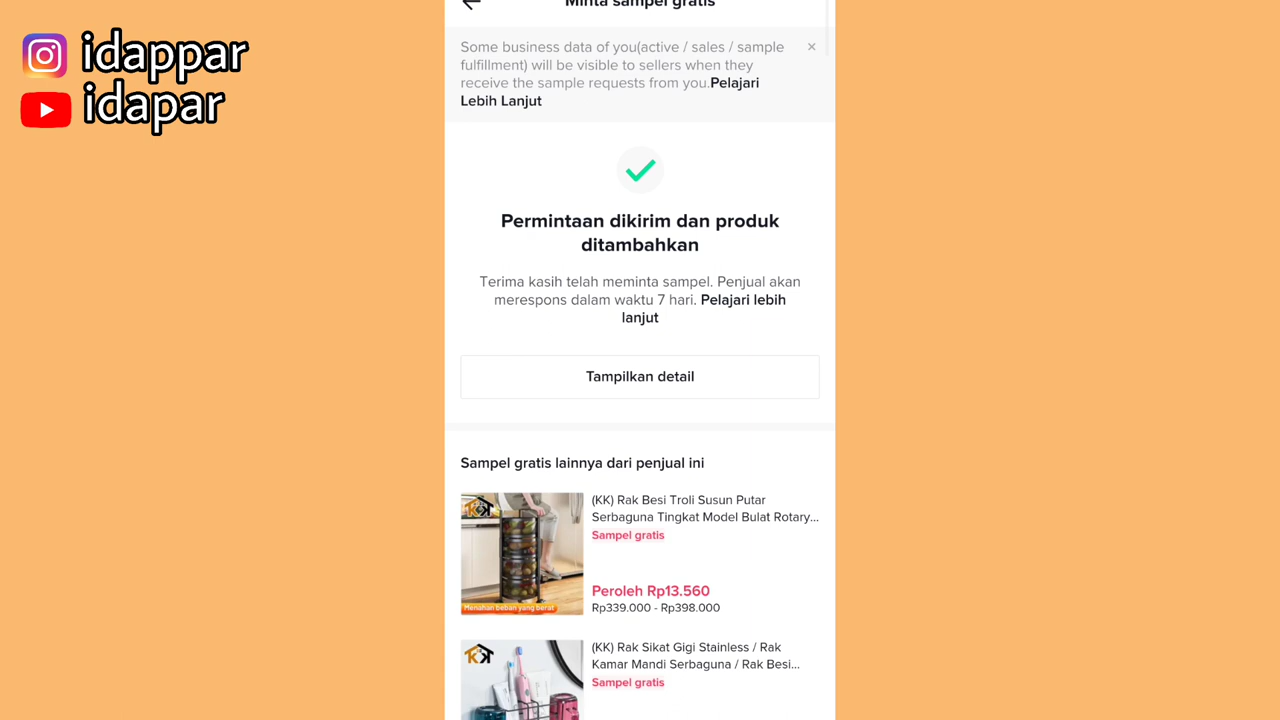 idappar
idapar
Minta sampel gratis
Some business data of you(active / sales / sample
fulfillment) will be visible to sellers when they
receive the sample requests from you.Pelajari
Lebih Lanjut
Permintaan dikirim dan produk
ditambahkan
Terima kasih telah meminta sampel. Penjual akan
merespons dalam waktu 7 hari. Pelajari lebih
lanjut
Tampilkan detail
Sampel gratis lainnya dari penjual ini
(KK) Rak Besi Troli Susun Putar
Serbaguna Tingkat Model Bulat Rotary...
Sampel gratis
Menahan beban yang berat
Peroleh Rp13.560
Rp339.000 - Rp398.000
(KK) Rak Sikat Gigi Stainless / Rak
Kamar Mandi Serbaguna / Rak Besi...
Sampel gratis